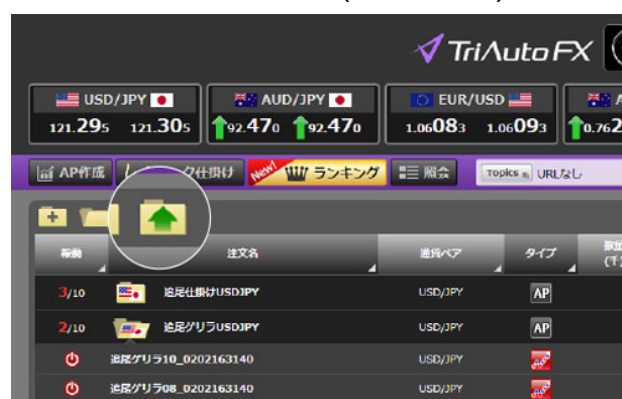 TriAuto FX
USD/JPY AUD/JPY EUR/USD
121.295 121.305 92.470 92.470 1.06083 1.06093 0.762
AP作成 ク仕掛け New! ランキング 照会 Topics URLなし
稼働 注文名 通貨ペア タイプ
3/10 追尾仕掛けUSDJPY USD/JPY AP
2/10 追尾ゲリラUSDJPY USD/JPY AP
追尾ゲリラ10_0202163140 USD/JPY
追尾ゲリラ08_0202163140 USD/JPY